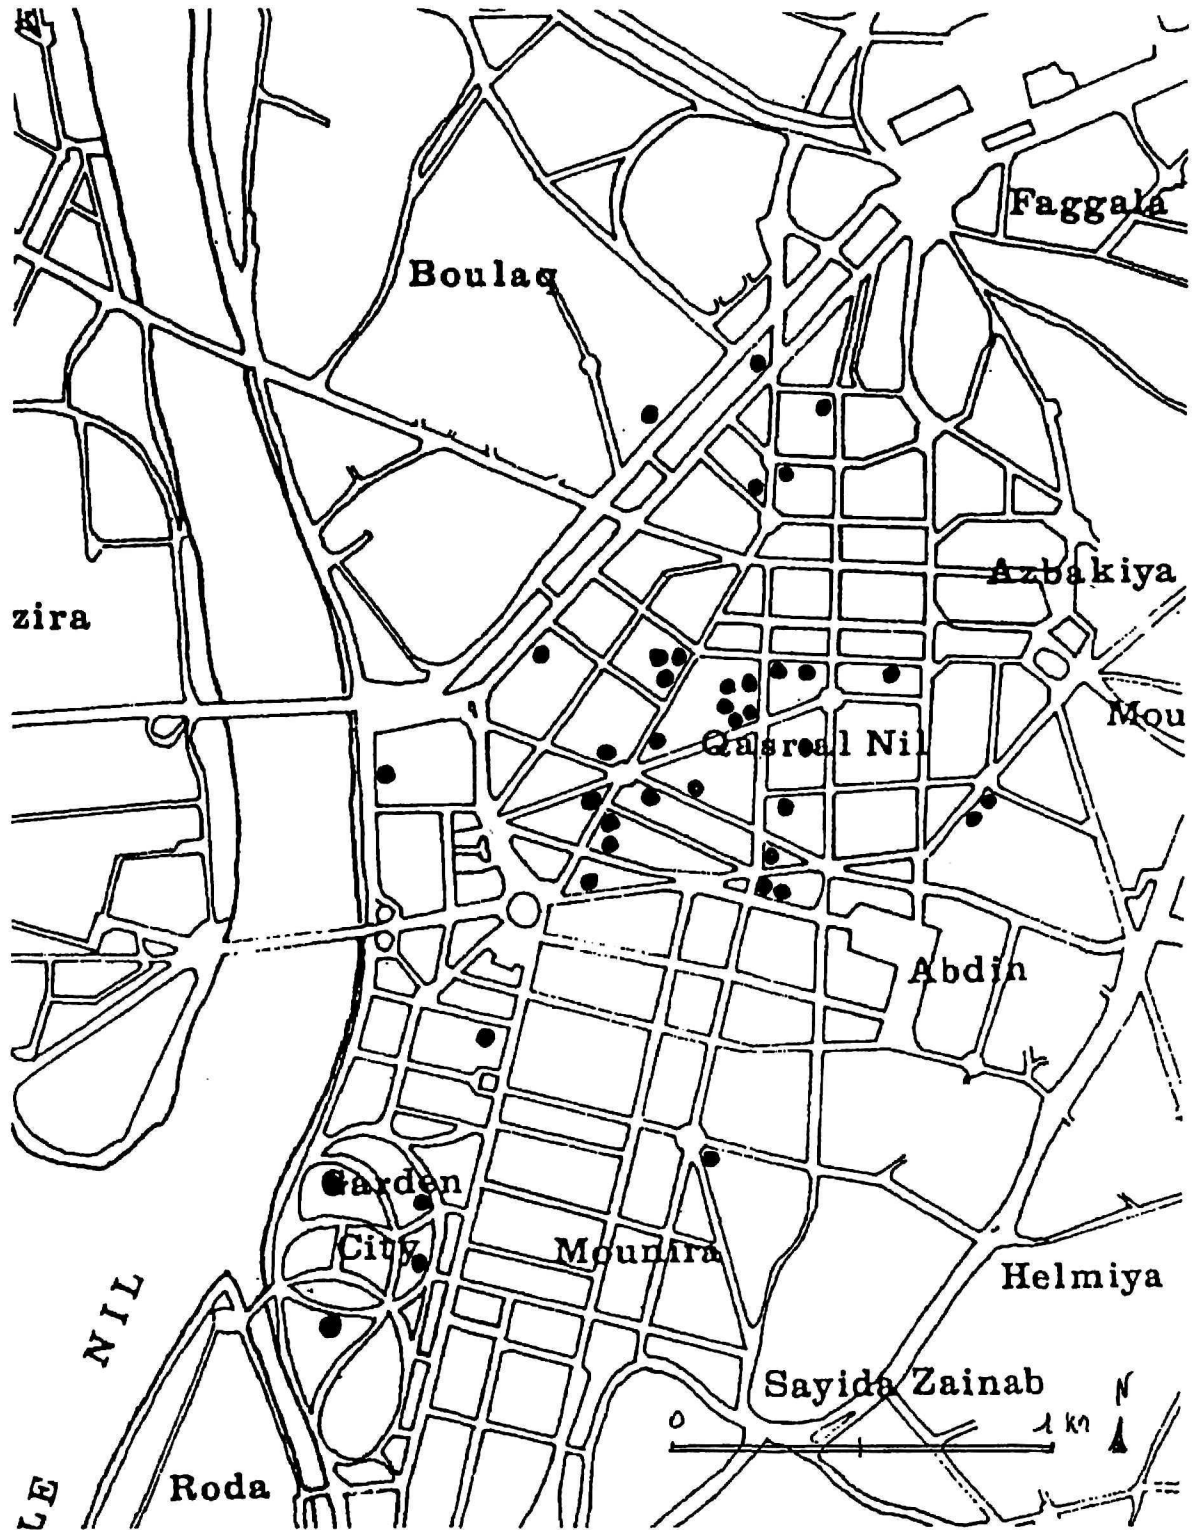 Faggala
Boulaq
Azbakiya
zira
Mou
Qasr al Nil
Abdin
Garden
City
Mounira
Helmiya
NIL
Sayida Zainab
N
0 1 km
Roda
LE